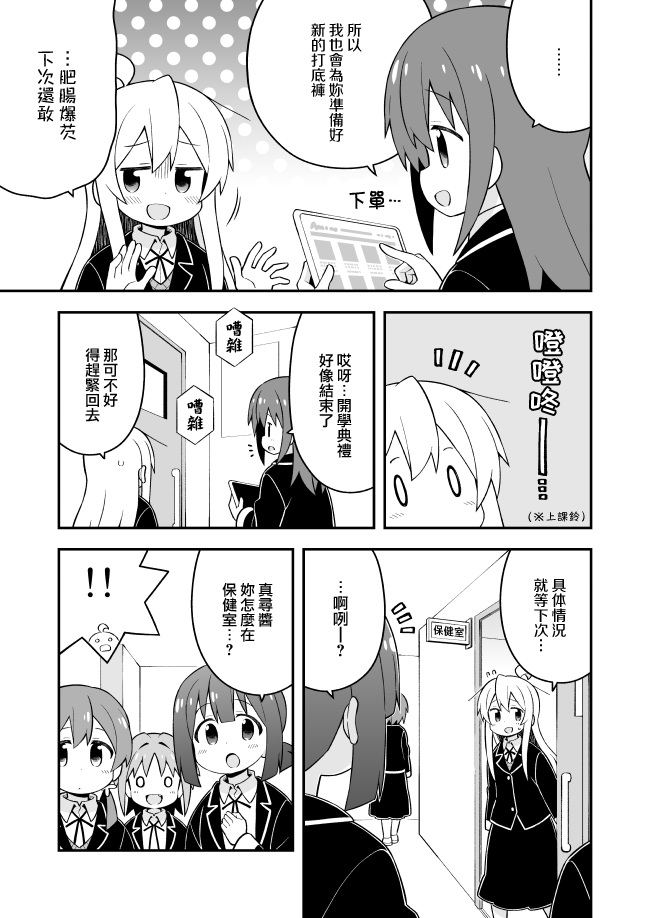 ……
所以
我也會為妳準備好
新的打底褲
下單…
…肥腸爆芡
下次還敢
噔噔咚ー…
(※上課鈴)
哎呀…開學典禮
好像結束了
嘈雜
嘈雜
那可不好
得趕緊回去
具体情況
就等下次…
保健室
…啊咧ー?
真尋醬
妳怎麼在
保健室…?
!!